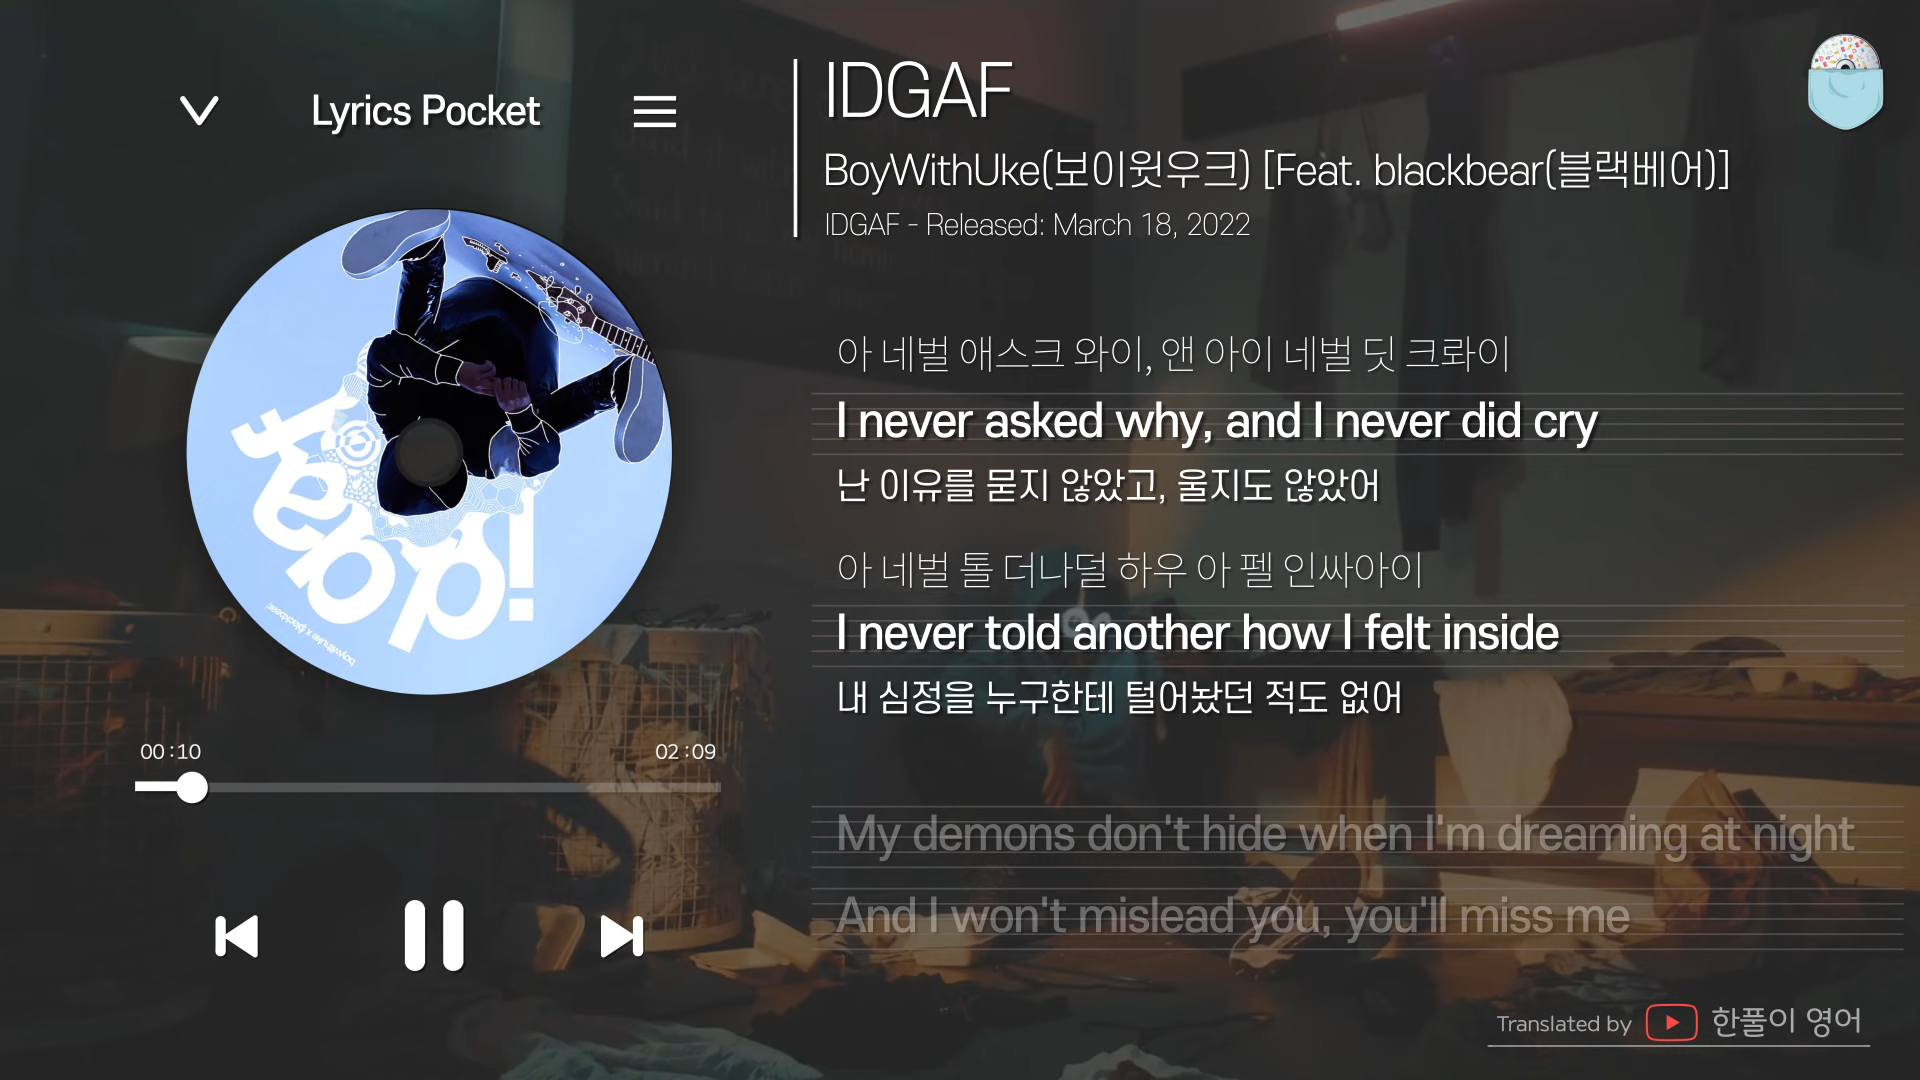 Lyrics Pocket
IDGAF
BoyWithUke(보이윗우크) [Feat. blackbear(블랙베어)]
IDGAF - Released: March 18, 2022
idgaf!
boywithuke x blackbear
00:10
02:09
아 네벌 애스크 와이, 앤 아이 네벌 딧 크롸이
I never asked why, and I never did cry
난 이유를 묻지 않았고, 울지도 않았어
아 네벌 톨 더나덜 하우 아 펠 인싸아이
I never told another how I felt inside
내 심정을 누구한테 털어놨던 적도 없어
My demons don't hide when I'm dreaming at night
And I won't mislead you, you'll miss me
Translated by 한풀이 영어